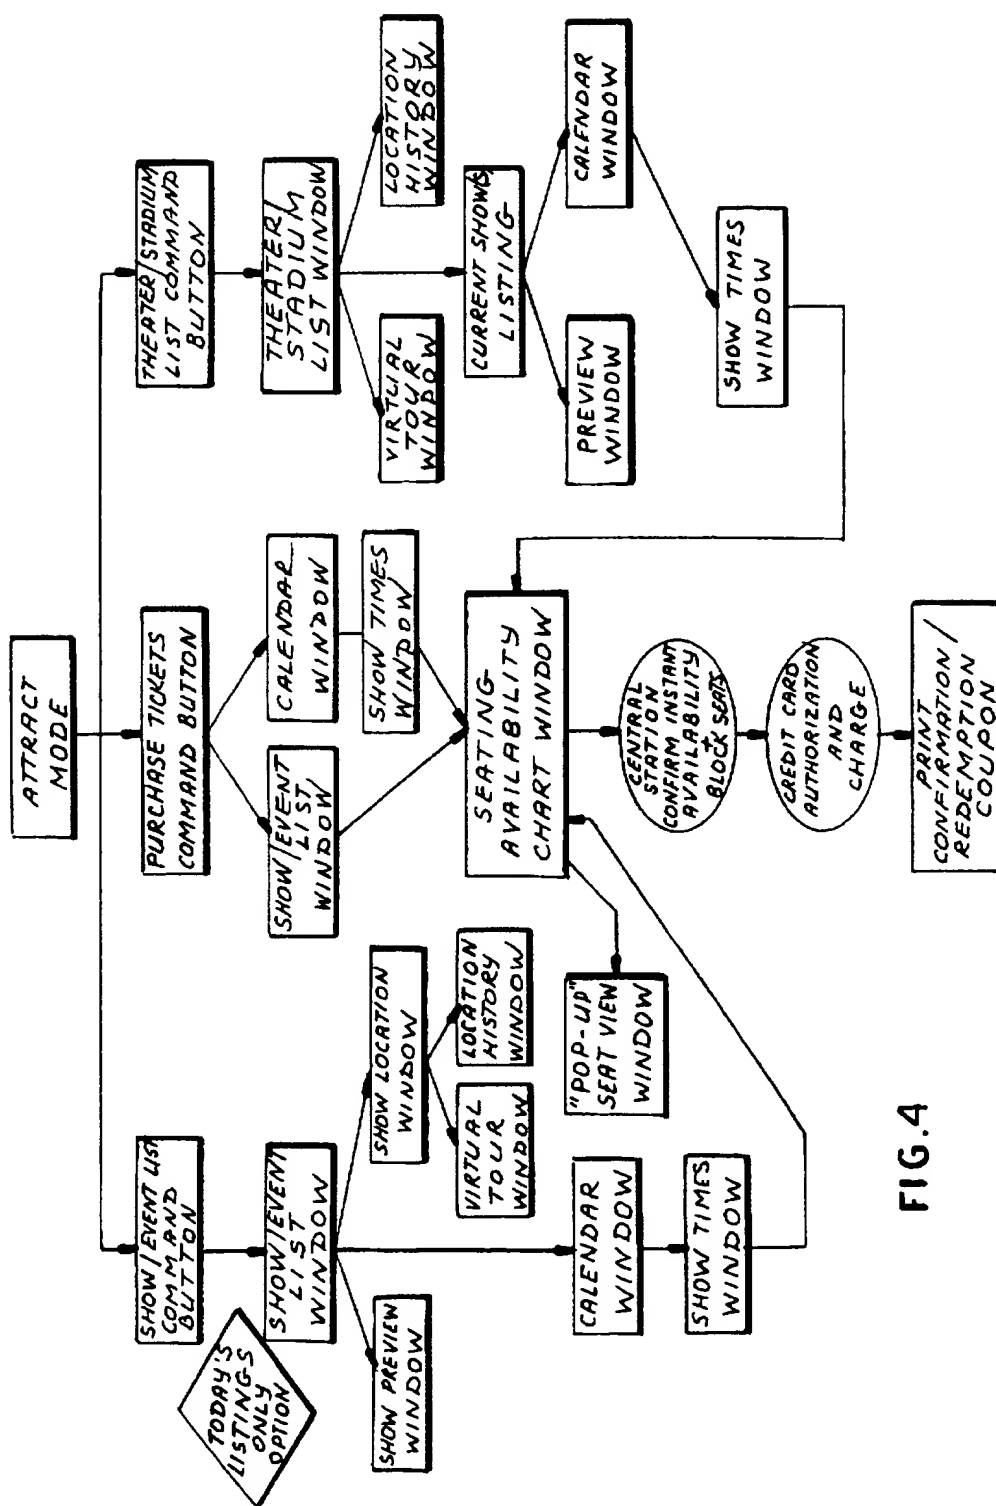 ATTRACT
MODE
SHOW/EVENT LIST
COMMAND
BUTTON
PURCHASE TICKETS
COMMAND BUTTON
THEATER/STADIUM
LIST COMMAND
BUTTON
TODAY'S
LISTINGS
ONLY
OPTION
SHOW/EVENT
LIST
WINDOW
SHOW/EVENT
LIST
WINDOW
CALENDAR
WINDOW
THEATER/
STADIUM
LIST WINDOW
SHOW PREVIEW
WINDOW
SHOW LOCATION
WINDOW
SHOW TIMES
WINDOW
VIRTUAL
TOUR
WINDOW
LOCATION
HISTORY
WINDOW
VIRTUAL
TOUR
WINDOW
LOCATION
HISTORY
WINDOW
SEATING
AVAILABILITY
CHART WINDOW
CURRENT SHOWS
LISTING
CALENDAR
WINDOW
"POP-UP"
SEAT VIEW
WINDOW
PREVIEW
WINDOW
CALENDAR
WINDOW
SHOW TIMES
WINDOW
CENTRAL
STATION
CONFIRM INSTANT
AVAILABILITY
+
BLOCK SEATS
SHOW TIMES
WINDOW
CREDIT CARD
AUTHORIZATION
AND
CHARGE
PRINT
CONFIRMATION/
REDEMPTION
COUPON
FIG.4